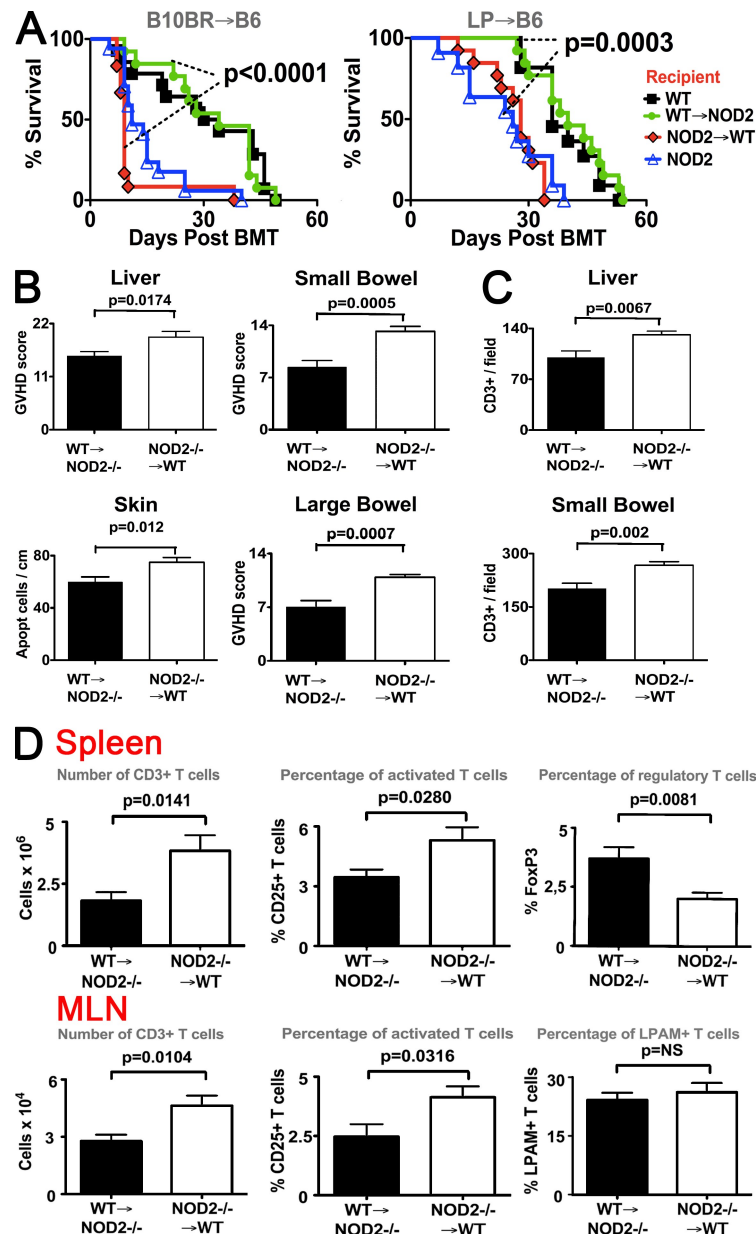 A
B10BR→B6
LP→B6
% Survival
100
50
0
0
30
60
Days Post BMT
p<0.0001
% Survival
100
50
0
0
30
60
Days Post BMT
p=0.0003
Recipient
WT
WT→NOD2
NOD2→WT
NOD2
B
Liver
p=0.0174
GVHD score
22
11
0
WT→
NOD2-/-
NOD2-/-
→WT
Small Bowel
p=0.0005
GVHD score
14
7
0
WT→
NOD2-/-
NOD2-/-
→WT
C
Liver
p=0.0067
CD3+ / field
140
70
0
WT→
NOD2-/-
NOD2-/-
→WT
Skin
p=0.012
Apopt cells / cm
80
40
0
WT→
NOD2-/-
NOD2-/-
→WT
Large Bowel
p=0.0007
GVHD score
14
7
0
WT→
NOD2-/-
NOD2-/-
→WT
Small Bowel
p=0.002
CD3+ / field
300
150
0
WT→
NOD2-/-
NOD2-/-
→WT
D Spleen
Number of CD3+ T cells
p=0.0141
Cells x 10⁶
5
2.5
0
WT→
NOD2-/-
NOD2-/-
→WT
Percentage of activated T cells
p=0.0280
% CD25+ T cells
6
3
0
WT→
NOD2-/-
NOD2-/-
→WT
Percentage of regulatory T cells
p=0.0081
% FoxP3
5
2,5
0
WT→
NOD2-/-
NOD2-/-
→WT
MLN
Number of CD3+ T cells
p=0.0104
Cells x 10⁴
6
3
0
WT→
NOD2-/-
NOD2-/-
→WT
Percentage of activated T cells
p=0.0316
% CD25+ T cells
5
2.5
0
WT→
NOD2-/-
NOD2-/-
→WT
Percentage of LPAM+ T cells
p=NS
% LPAM+ T cells
30
15
0
WT→
NOD2-/-
NOD2-/-
→WT